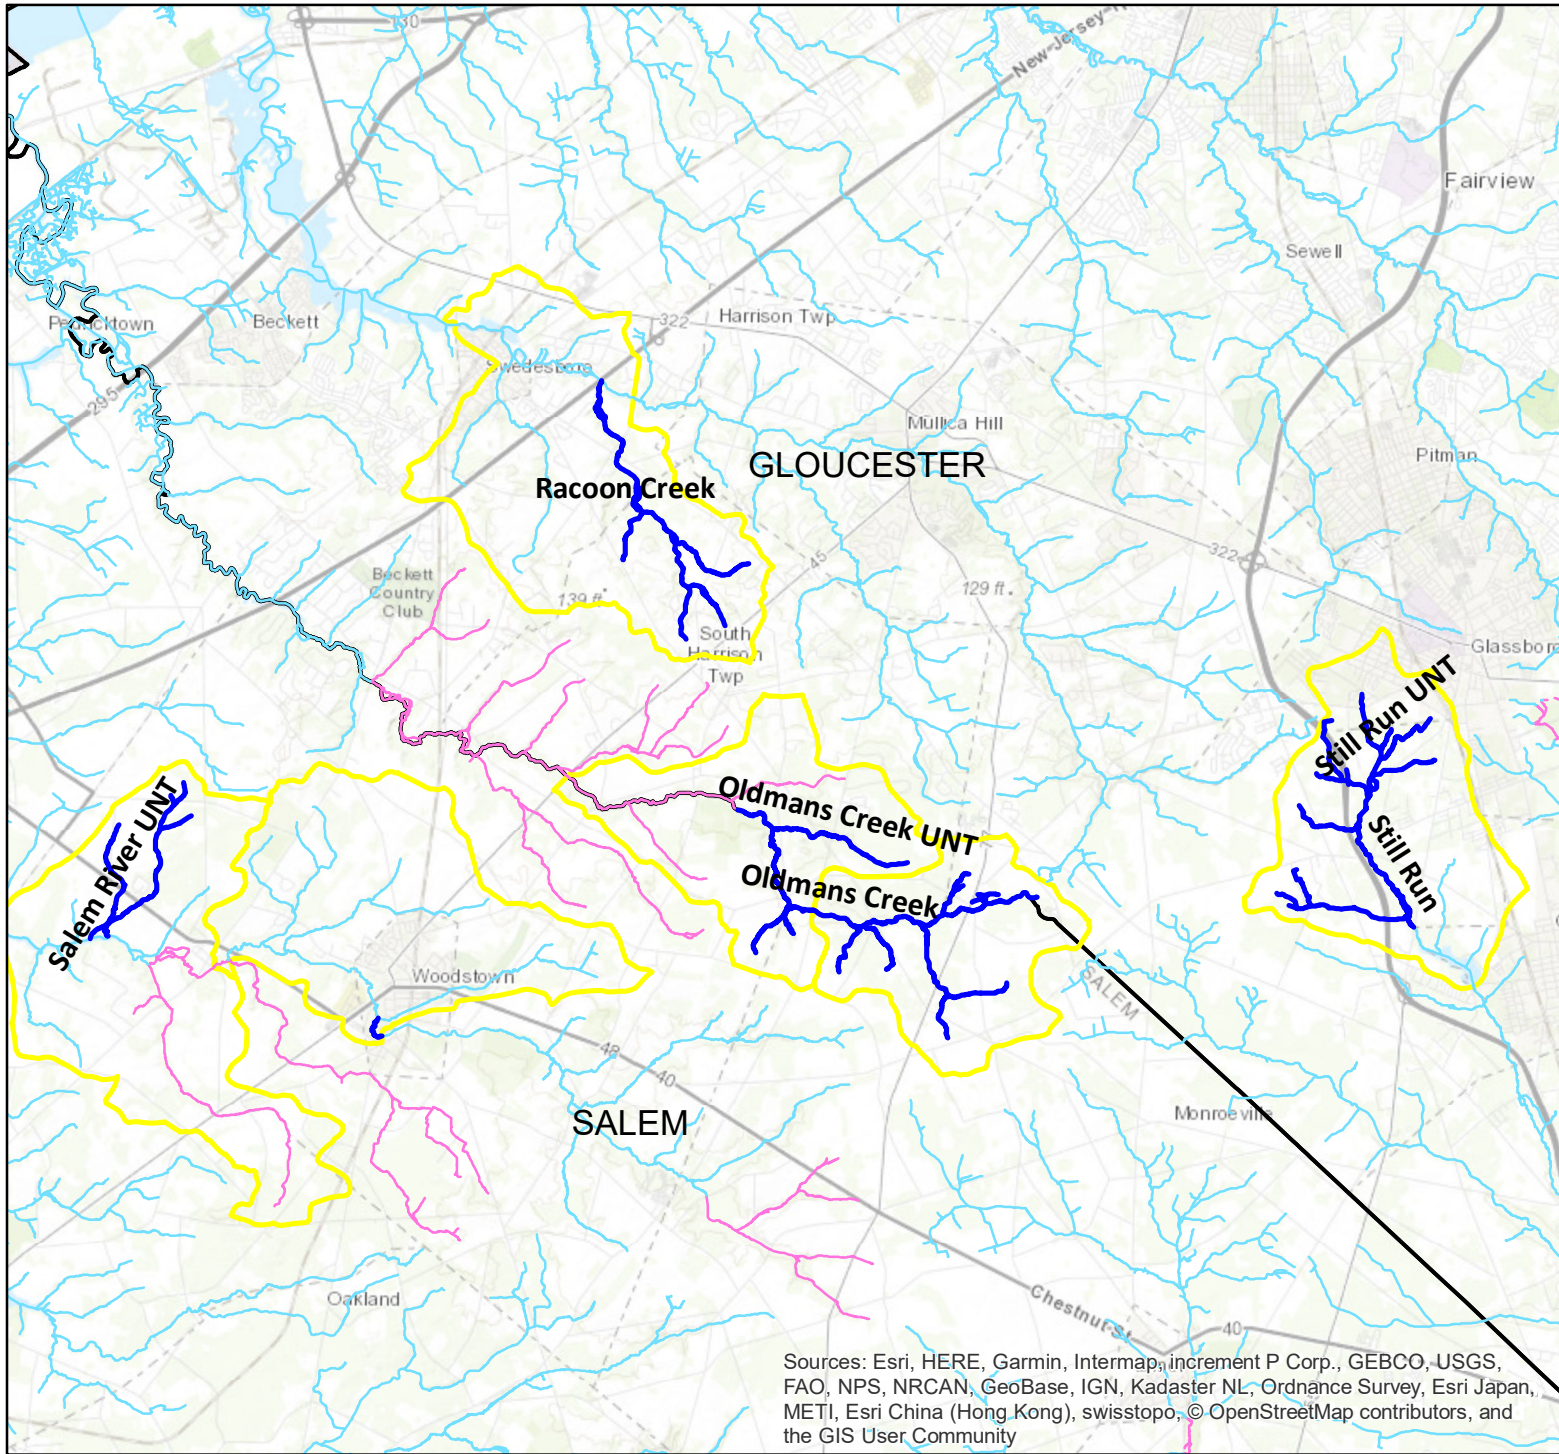 130
New-Jersey-T
Fairview
Sewell
Pedricktown
Beckett
322
Harrison Twp
Swedesboro
295
Mullica Hill
GLOUCESTER
Pitman
Racoon Creek
45
322
Beckett
Country
Club
139 ft
129 ft
South
Harrison
Twp
Glassboro
Still Run UNT
Still Run
Oldmans Creek UNT
Oldmans Creek
Salem River UNT
Woodstown
SALEM
48
40
SALEM
Monroeville
Oakland
Chestnut-St
40
Sources: Esri, HERE, Garmin, Intermap, increment P Corp., GEBCO, USGS,
FAO, NPS, NRCAN, GeoBase, IGN, Kadaster NL, Ordnance Survey, Esri Japan,
METI, Esri China (Hong Kong), swisstopo, © OpenStreetMap contributors, and
the GIS User Community